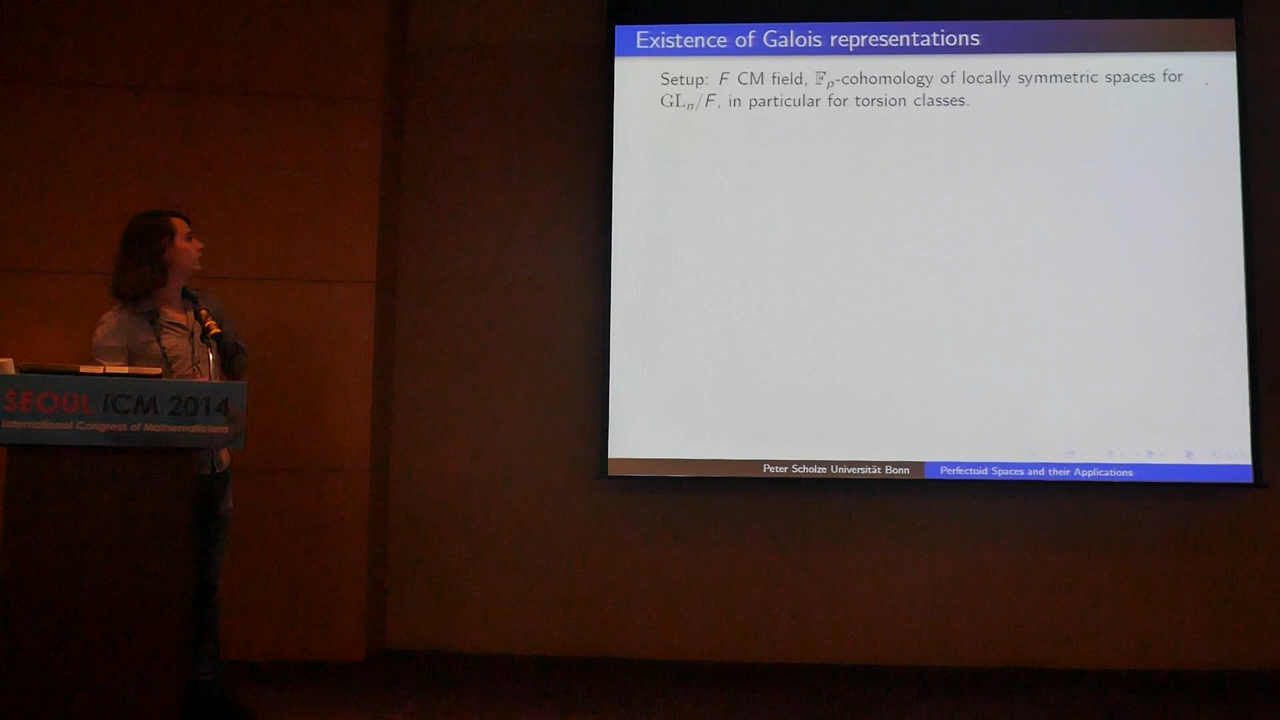 Existence of Galois representations
Setup: F CM field, 𝔽ₚ-cohomology of locally symmetric spaces for
GLₙ/F, in particular for torsion classes.
SEOUL ICM 2014
International Congress of Mathematicians
Peter Scholze Universität Bonn
Perfectoid Spaces and their Applications